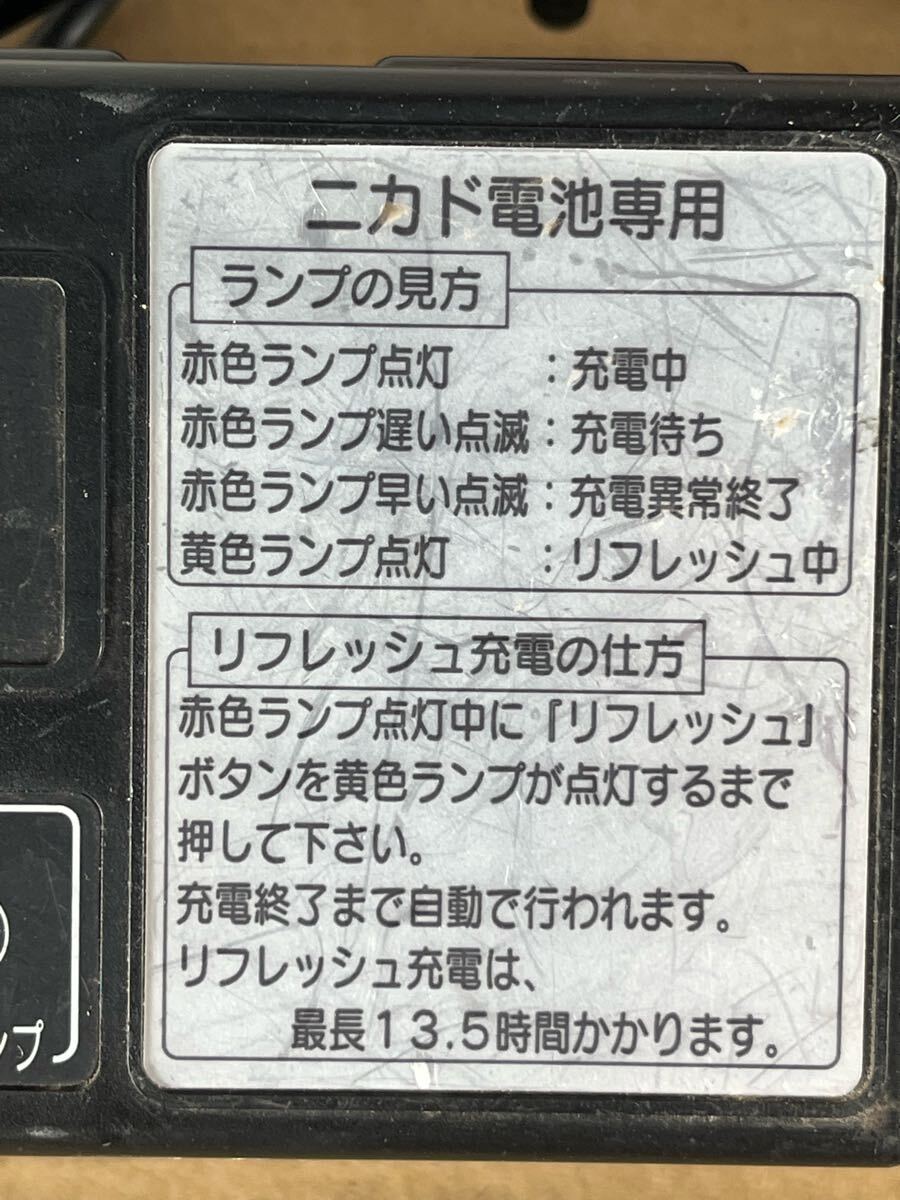 ニカド電池専用
ランプの見方
赤色ランプ点灯　：充電中
赤色ランプ遅い点滅：充電待ち
赤色ランプ早い点滅：充電異常終了
黄色ランプ点灯　：リフレッシュ中
リフレッシュ充電の仕方
赤色ランプ点灯中に「リフレッシュ」
ボタンを黄色ランプが点灯するまで
押して下さい。
充電終了まで自動で行われます。
リフレッシュ充電は、
最長１３.５時間かかります。